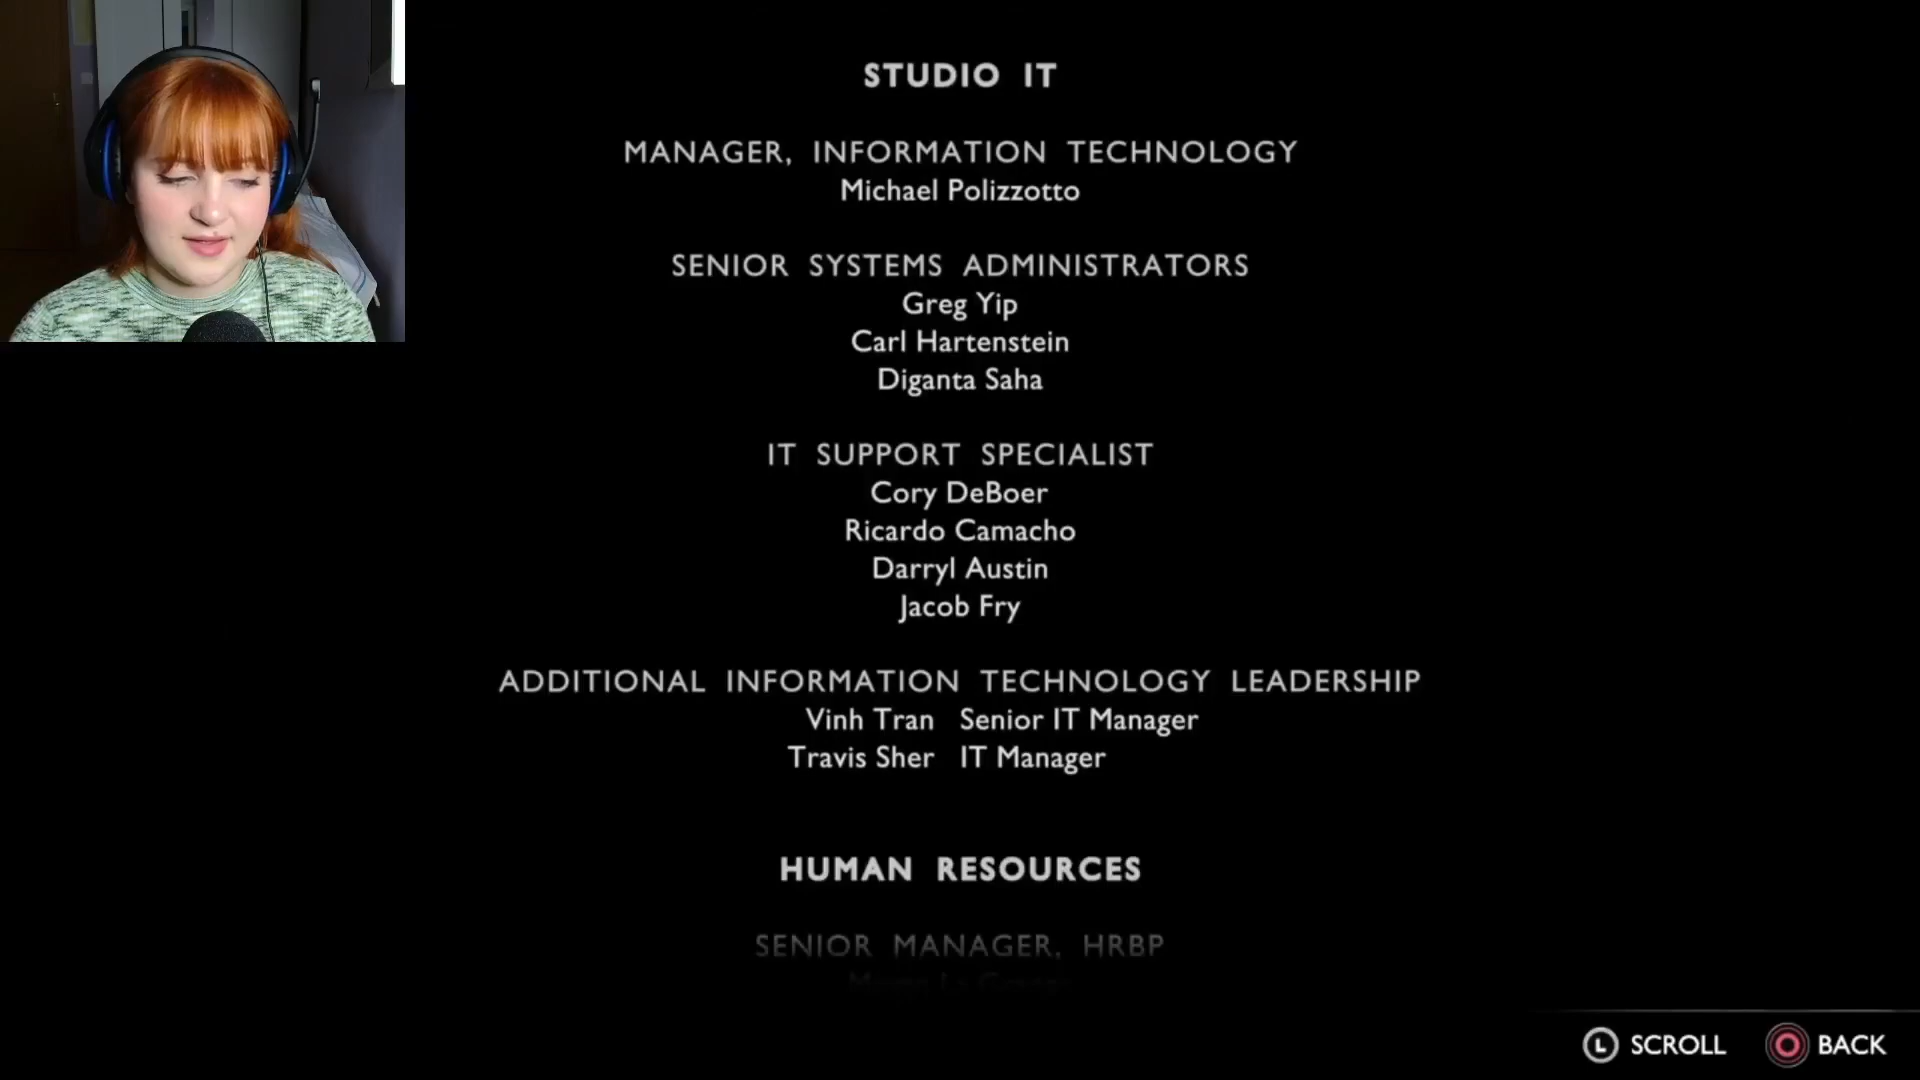 STUDIO IT
MANAGER, INFORMATION TECHNOLOGY
Michael Polizzotto
SENIOR SYSTEMS ADMINISTRATORS
Greg Yip
Carl Hartenstein
Diganta Saha
IT SUPPORT SPECIALIST
Cory DeBoer
Ricardo Camacho
Darryl Austin
Jacob Fry
ADDITIONAL INFORMATION TECHNOLOGY LEADERSHIP
Vinh Tran Senior IT Manager
Travis Sher IT Manager
HUMAN RESOURCES
SENIOR MANAGER, HRBP
L SCROLL
BACK